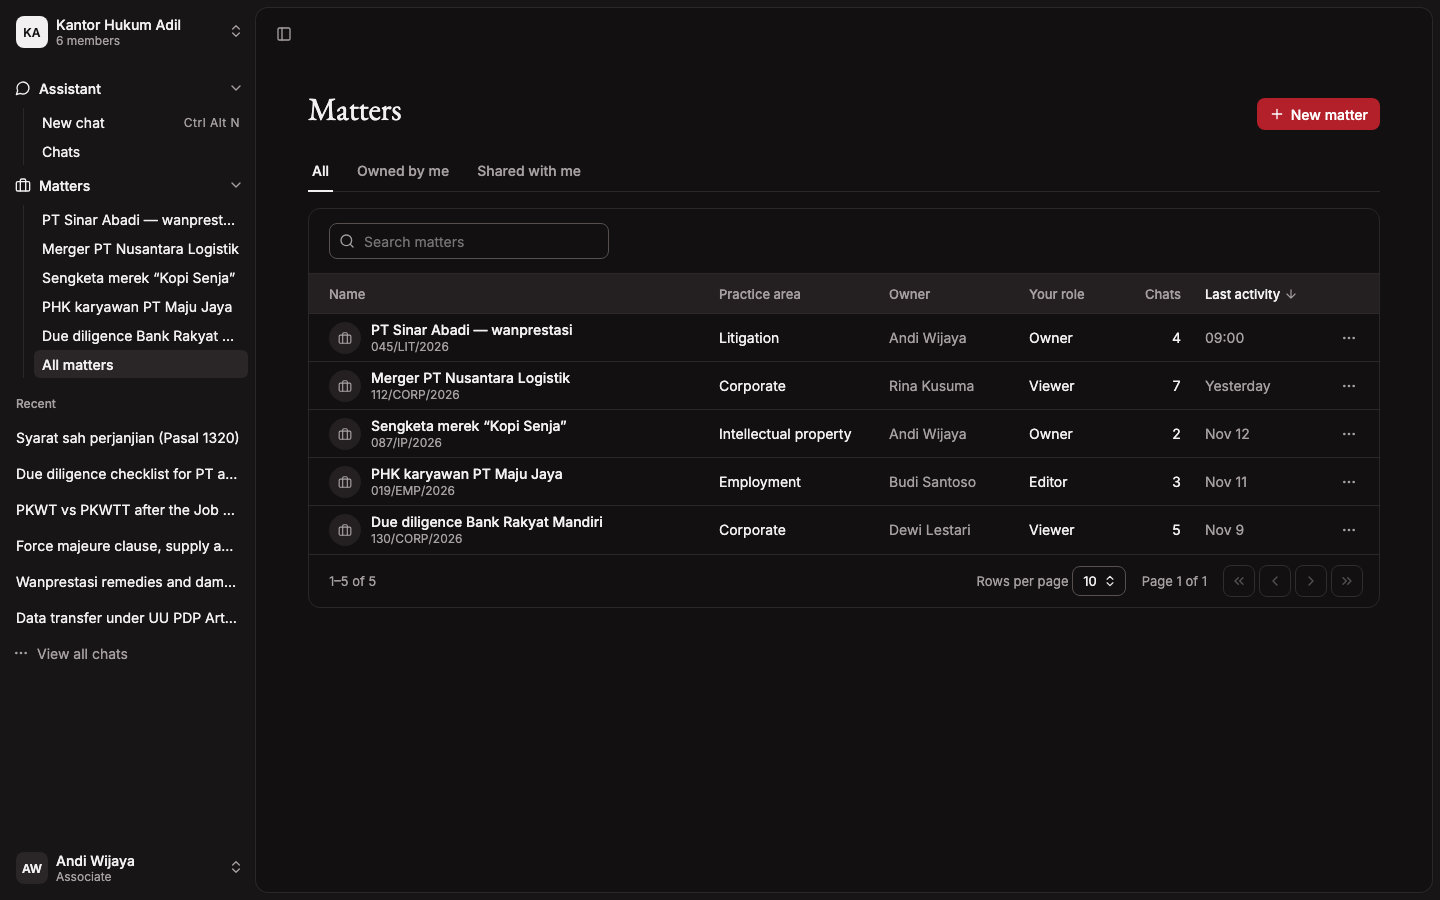 KA
Kantor Hukum Adil
6 members
Assistant
New chat Ctrl Alt N
Chats
Matters
PT Sinar Abadi — wanprest...
Merger PT Nusantara Logistik
Sengketa merek “Kopi Senja”
PHK karyawan PT Maju Jaya
Due diligence Bank Rakyat ...
All matters
Recent
Syarat sah perjanjian (Pasal 1320)
Due diligence checklist for PT a...
PKWT vs PKWTT after the Job ...
Force majeure clause, supply a...
Wanprestasi remedies and dam...
Data transfer under UU PDP Art...
View all chats
AW
Andi Wijaya
Associate
Matters
New matter
All Owned by me Shared with me
Search matters
Name Practice area Owner Your role Chats Last activity
PT Sinar Abadi — wanprestasi
045/LIT/2026
Litigation Andi Wijaya Owner 4 09:00
Merger PT Nusantara Logistik
112/CORP/2026
Corporate Rina Kusuma Viewer 7 Yesterday
Sengketa merek “Kopi Senja”
087/IP/2026
Intellectual property Andi Wijaya Owner 2 Nov 12
PHK karyawan PT Maju Jaya
019/EMP/2026
Employment Budi Santoso Editor 3 Nov 11
Due diligence Bank Rakyat Mandiri
130/CORP/2026
Corporate Dewi Lestari Viewer 5 Nov 9
1–5 of 5
Rows per page 10 Page 1 of 1